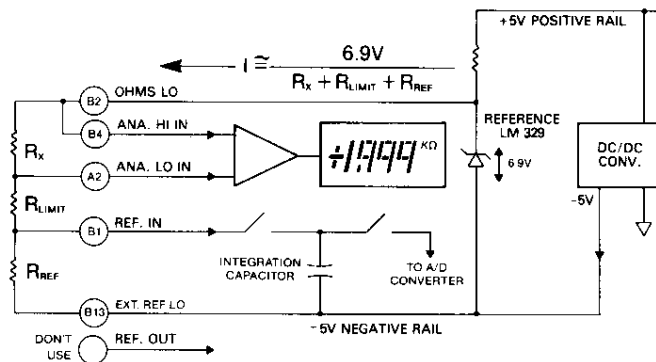 +5V POSITIVE RAIL
I ≅ 6.9V / (Rx + RLIMIT + RREF)
B2 OHMS LO
B4 ANA. HI IN
REFERENCE
LM 329
6.9V
DC/DC
CONV.
-5V
+1.999 KΩ
Rx
A2 ANA. LO IN
RLIMIT
B1 REF. IN
INTEGRATION
CAPACITOR
TO A/D
CONVERTER
RREF
B13 EXT. REF LO
-5V NEGATIVE RAIL
DON'T
USE
REF. OUT